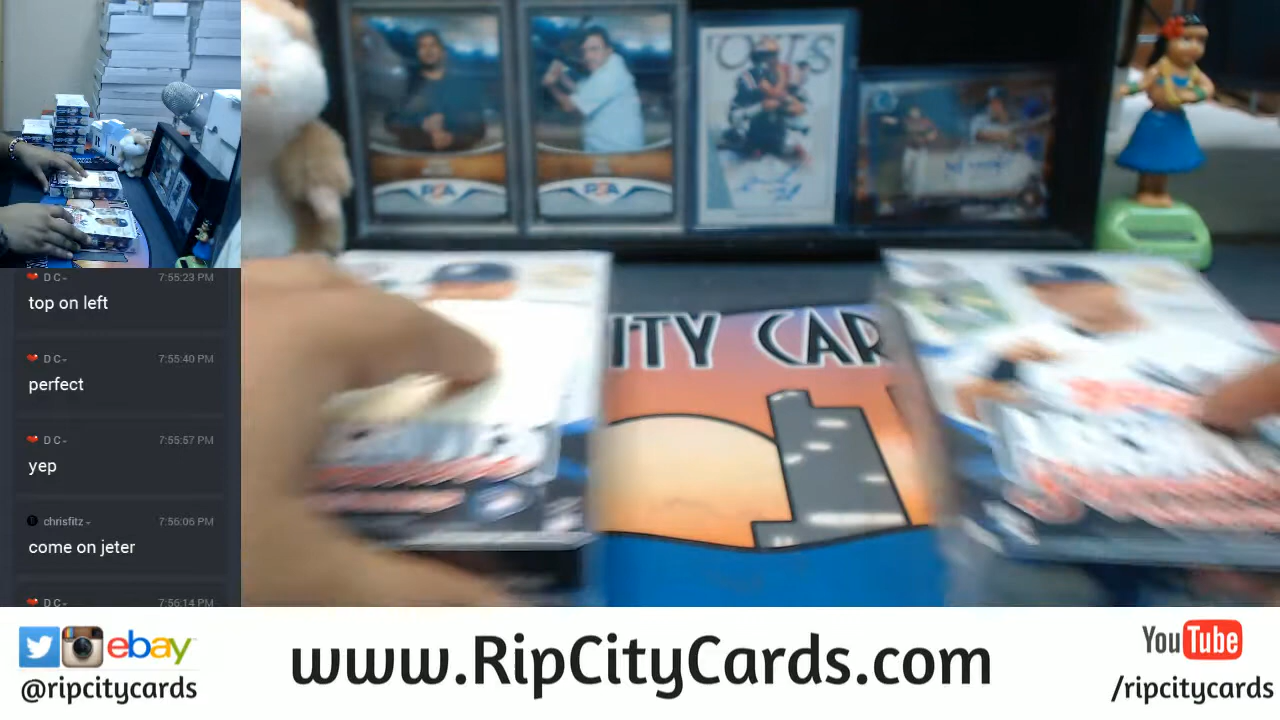 D C 7:55:23 PM
top on left
D C 7:55:40 PM
perfect
D C 7:55:57 PM
yep
chrisfitz 7:56:06 PM
come on jeter
D C 7:56:14 PM
PSA
PSA
ITY CAR
ebay
@ripcitycards
www.RipCityCards.com
YouTube
/ripcitycards